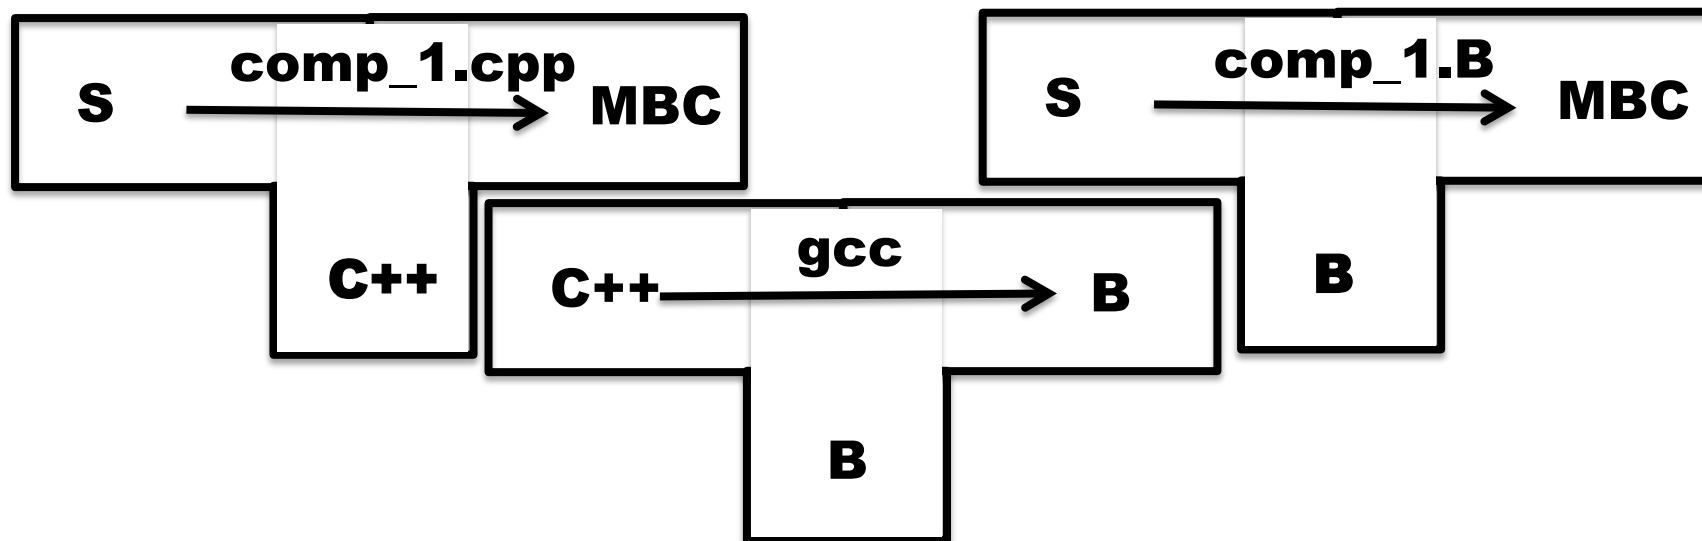 comp_1.cpp
S
MBC
C++
gcc
C++
B
B
comp_1.B
S
MBC
B